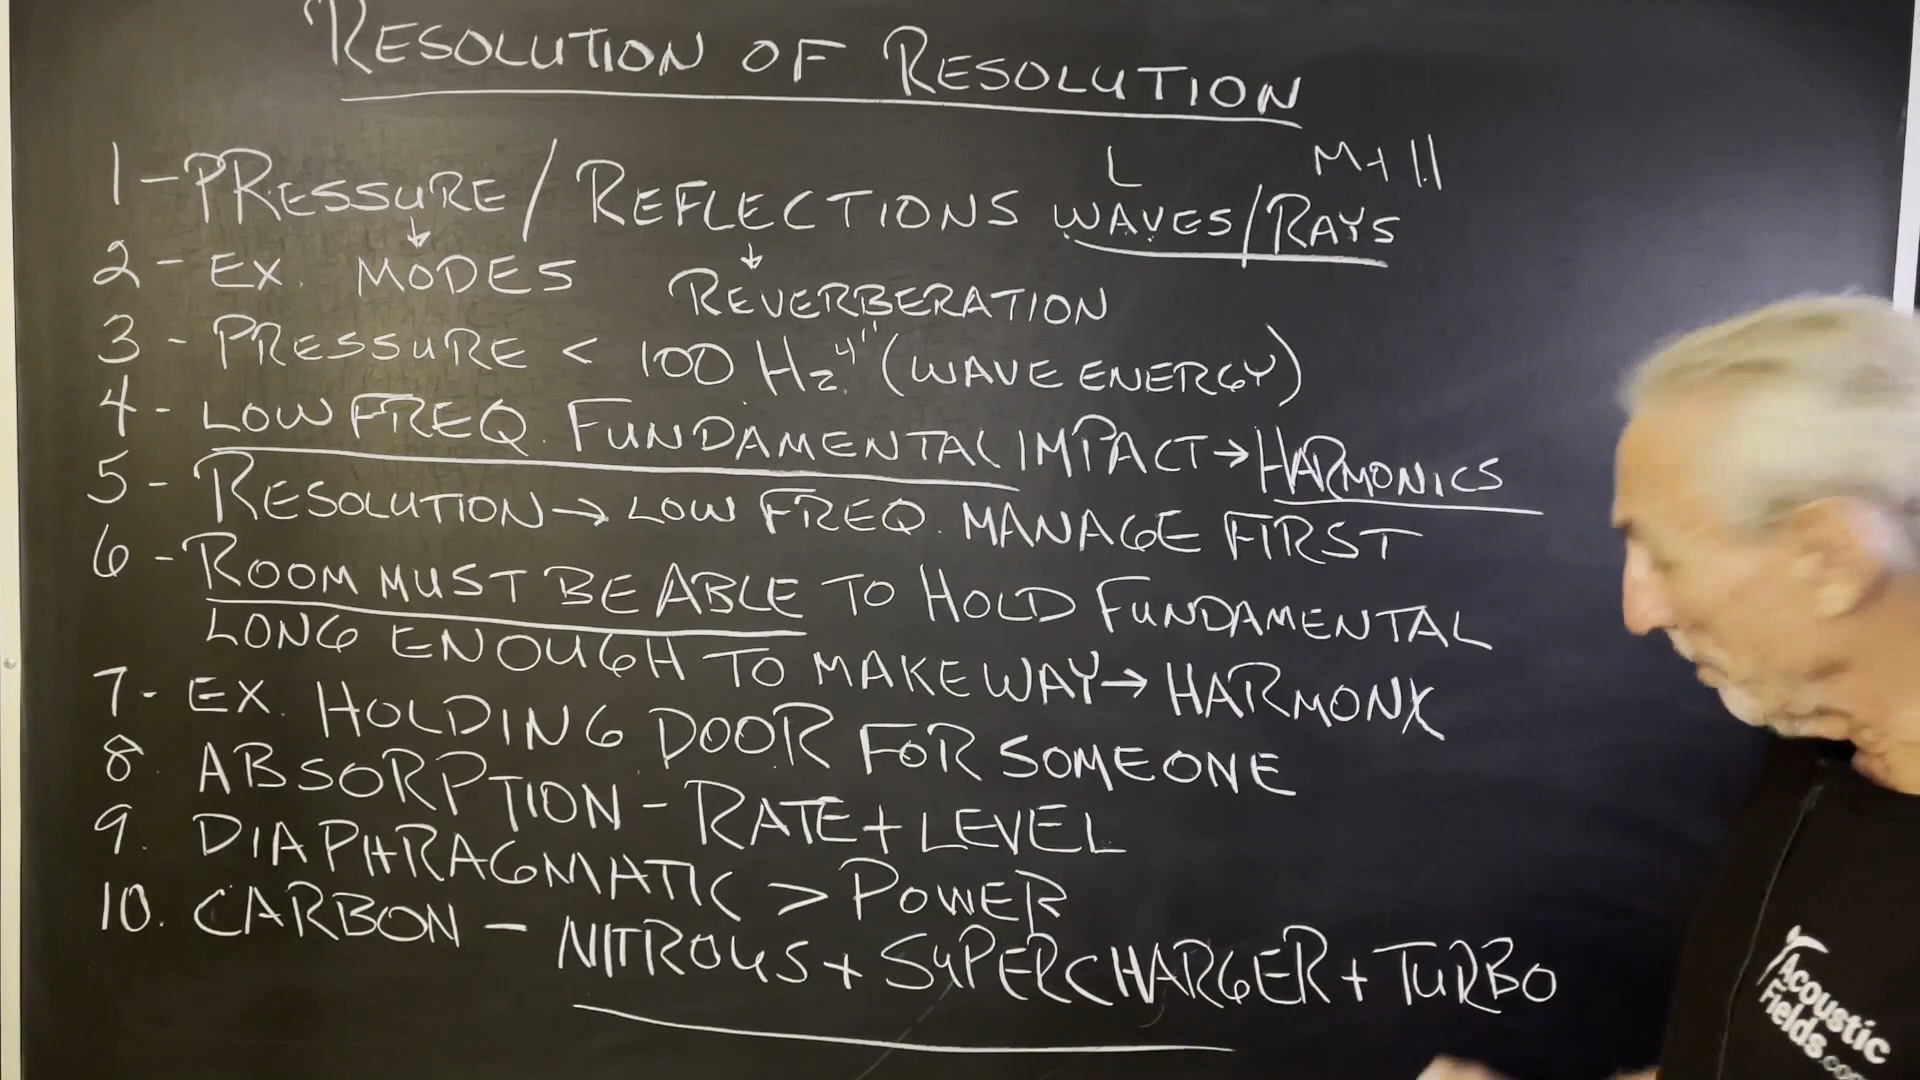 RESOLUTION OF RESOLUTION
L M+H
1 - PRESSURE / REFLECTIONS WAVES/RAYS
2 - EX. MODES REVERBERATION
3 - PRESSURE < 100 Hz. 4" (WAVE ENERGY)
4 - LOW FREQ. FUNDAMENTAL IMPACT → HARMONICS
5 - RESOLUTION → LOW FREQ. MANAGE FIRST
6 - ROOM MUST BE ABLE TO HOLD FUNDAMENTAL
LONG ENOUGH TO MAKE WAY → HARMONX
7 - EX. HOLDING DOOR FOR SOMEONE
8. ABSORPTION - RATE + LEVEL
9. DIAPHRAGMATIC > POWER
10. CARBON - NITROUS + SUPERCHARGER + TURBO
Acoustic
Fields.com